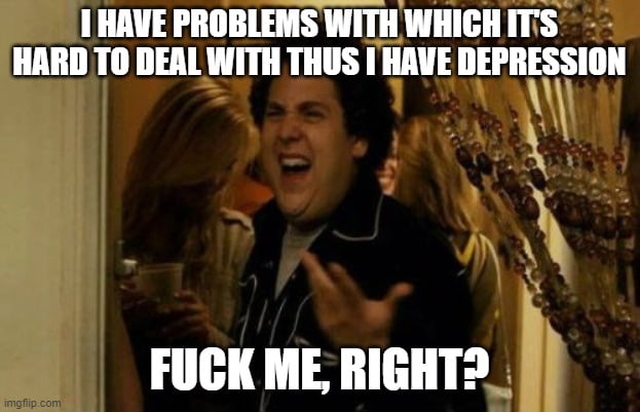 I HAVE PROBLEMS WITH WHICH IT'S
HARD TO DEAL WITH THUS I HAVE DEPRESSION
FUCK ME, RIGHT?
imgflip.com